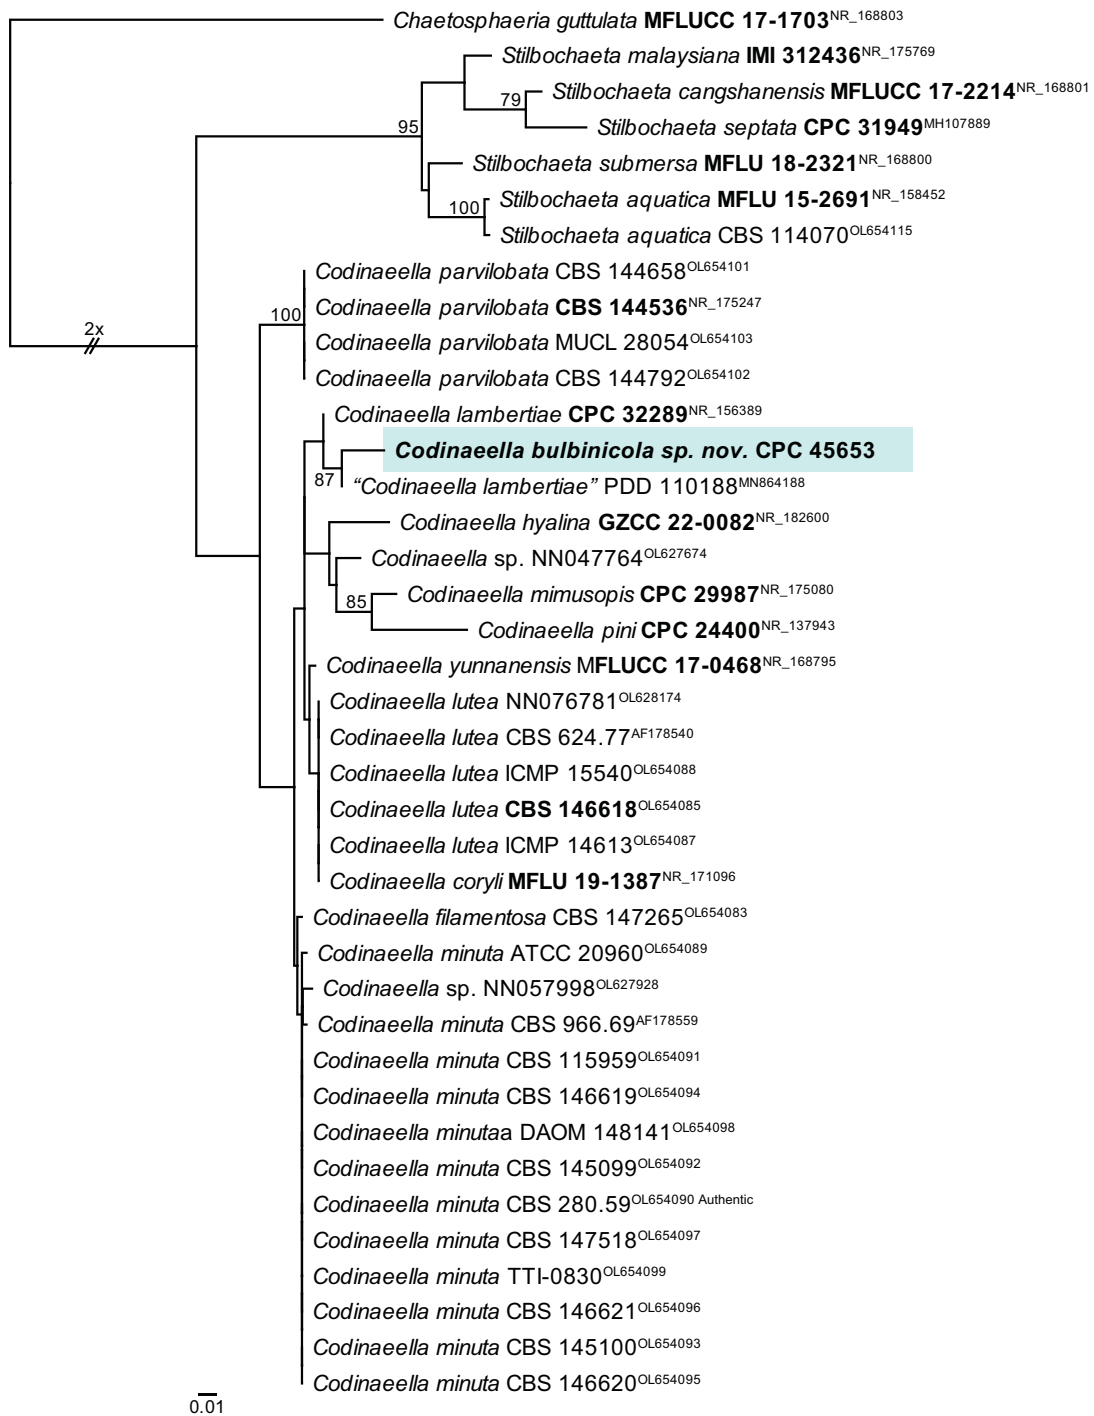 Chaetosphaeria guttulata MFLUCC 17-1703NR_168803
Stilbochaeta malaysiana IMI 312436NR_175769
Stilbochaeta cangshanensis MFLUCC 17-2214NR_168801
79
Stilbochaeta septata CPC 31949MH107889
95
Stilbochaeta submersa MFLU 18-2321NR_168800
Stilbochaeta aquatica MFLU 15-2691NR_158452
100
Stilbochaeta aquatica CBS 114070OL654115
Codinaeella parvilobata CBS 144658OL654101
Codinaeella parvilobata CBS 144536NR_175247
100
2x
Codinaeella parvilobata MUCL 28054OL654103
Codinaeella parvilobata CBS 144792OL654102
Codinaeella lambertiae CPC 32289NR_156389
Codinaeella bulbinicola sp. nov. CPC 45653
87
“Codinaeella lambertiae” PDD 110188MN864188
Codinaeella hyalina GZCC 22-0082NR_182600
Codinaeella sp. NN047764OL627674
Codinaeella mimusopis CPC 29987NR_175080
85
Codinaeella pini CPC 24400NR_137943
Codinaeella yunnanensis MFLUCC 17-0468NR_168795
Codinaeella lutea NN076781OL628174
Codinaeella lutea CBS 624.77AF178540
Codinaeella lutea ICMP 15540OL654088
Codinaeella lutea CBS 146618OL654085
Codinaeella lutea ICMP 14613OL654087
Codinaeella coryli MFLU 19-1387NR_171096
Codinaeella filamentosa CBS 147265OL654083
Codinaeella minuta ATCC 20960OL654089
Codinaeella sp. NN057998OL627928
Codinaeella minuta CBS 966.69AF178559
Codinaeella minuta CBS 115959OL654091
Codinaeella minuta CBS 146619OL654094
Codinaeella minutaa DAOM 148141OL654098
Codinaeella minuta CBS 145099OL654092
Codinaeella minuta CBS 280.59OL654090 Authentic
Codinaeella minuta CBS 147518OL654097
Codinaeella minuta TTI-0830OL654099
Codinaeella minuta CBS 146621OL654096
Codinaeella minuta CBS 145100OL654093
Codinaeella minuta CBS 146620OL654095
0.01